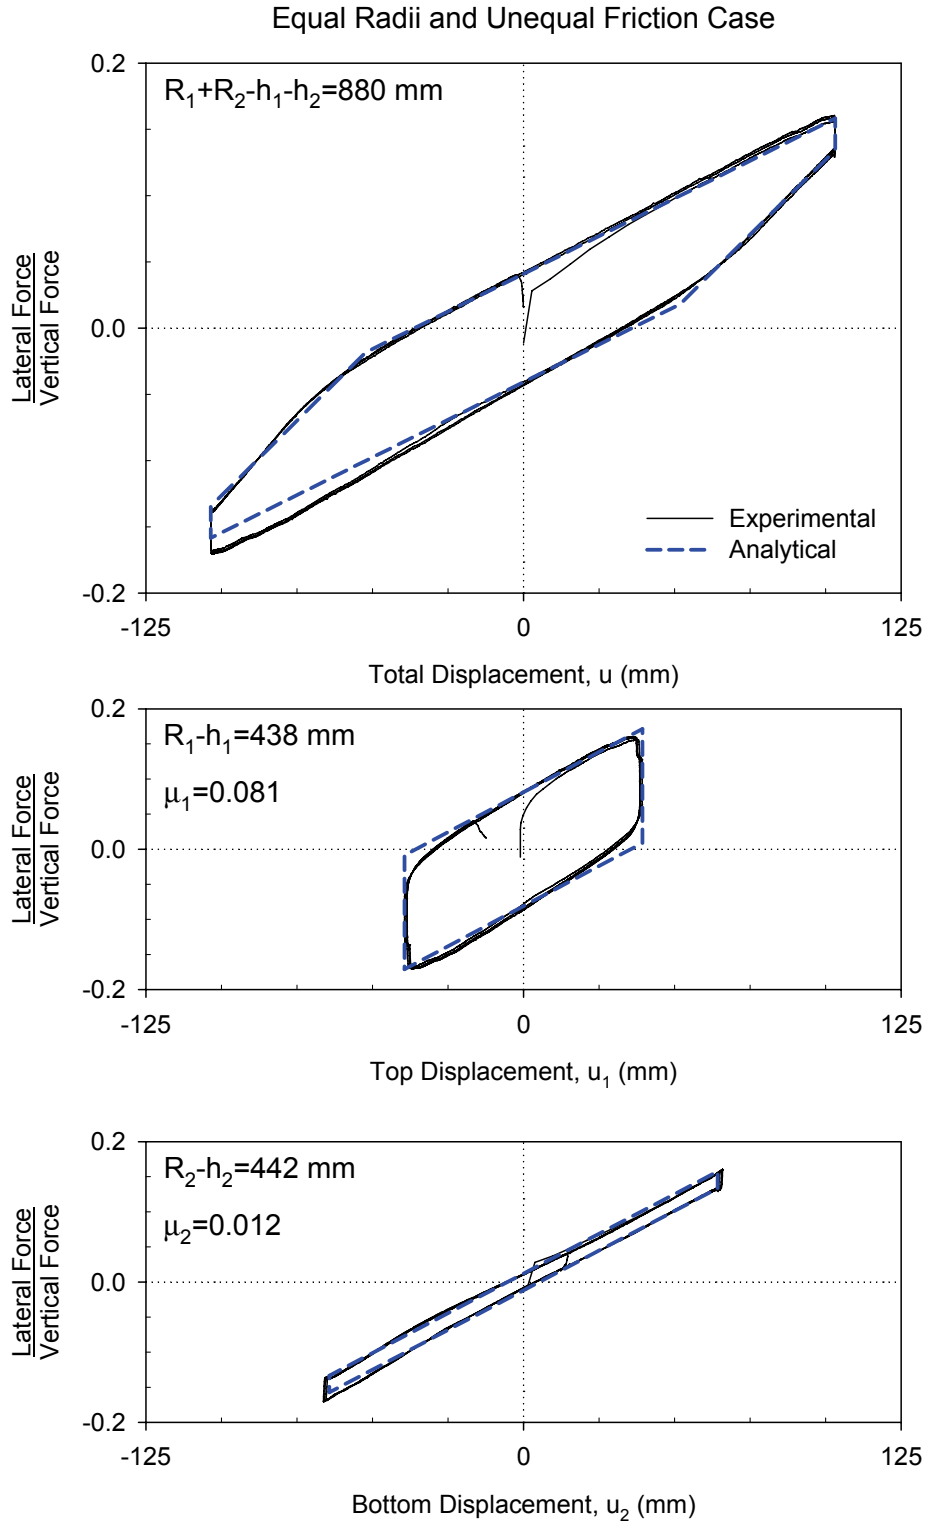 Equal Radii and Unequal Friction Case
0.2
R1+R2-h1-h2=880 mm
Lateral Force
Vertical Force
0.0
Experimental
Analytical
-0.2
-125
0
125
Total Displacement, u (mm)
0.2
R1-h1=438 mm
μ1=0.081
Lateral Force
Vertical Force
0.0
-0.2
-125
0
125
Top Displacement, u1 (mm)
0.2
R2-h2=442 mm
μ2=0.012
Lateral Force
Vertical Force
0.0
-0.2
-125
0
125
Bottom Displacement, u2 (mm)